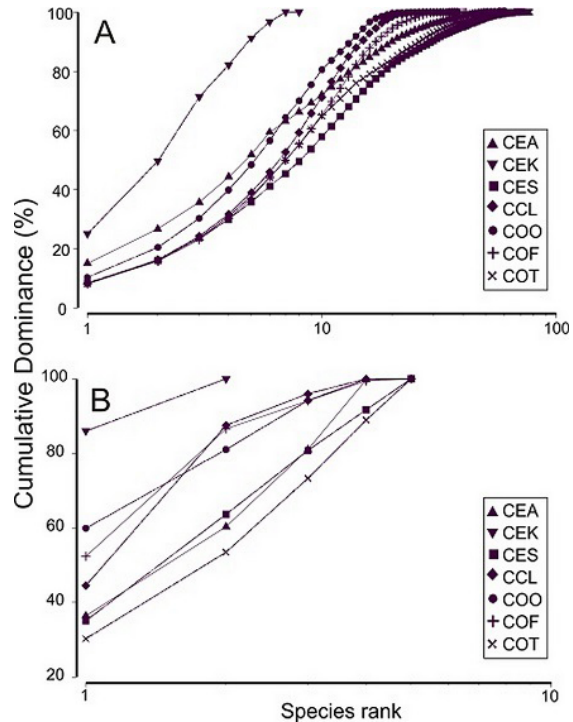 A
100
80
60
40
20
0
1
10
100
▲ CEA
▼ CEK
■ CES
◆ CCL
● COO
+ COF
× COT
Cumulative Dominance (%)
B
100
80
60
40
20
1
10
▲ CEA
▼ CEK
■ CES
◆ CCL
● COO
+ COF
× COT
Species rank